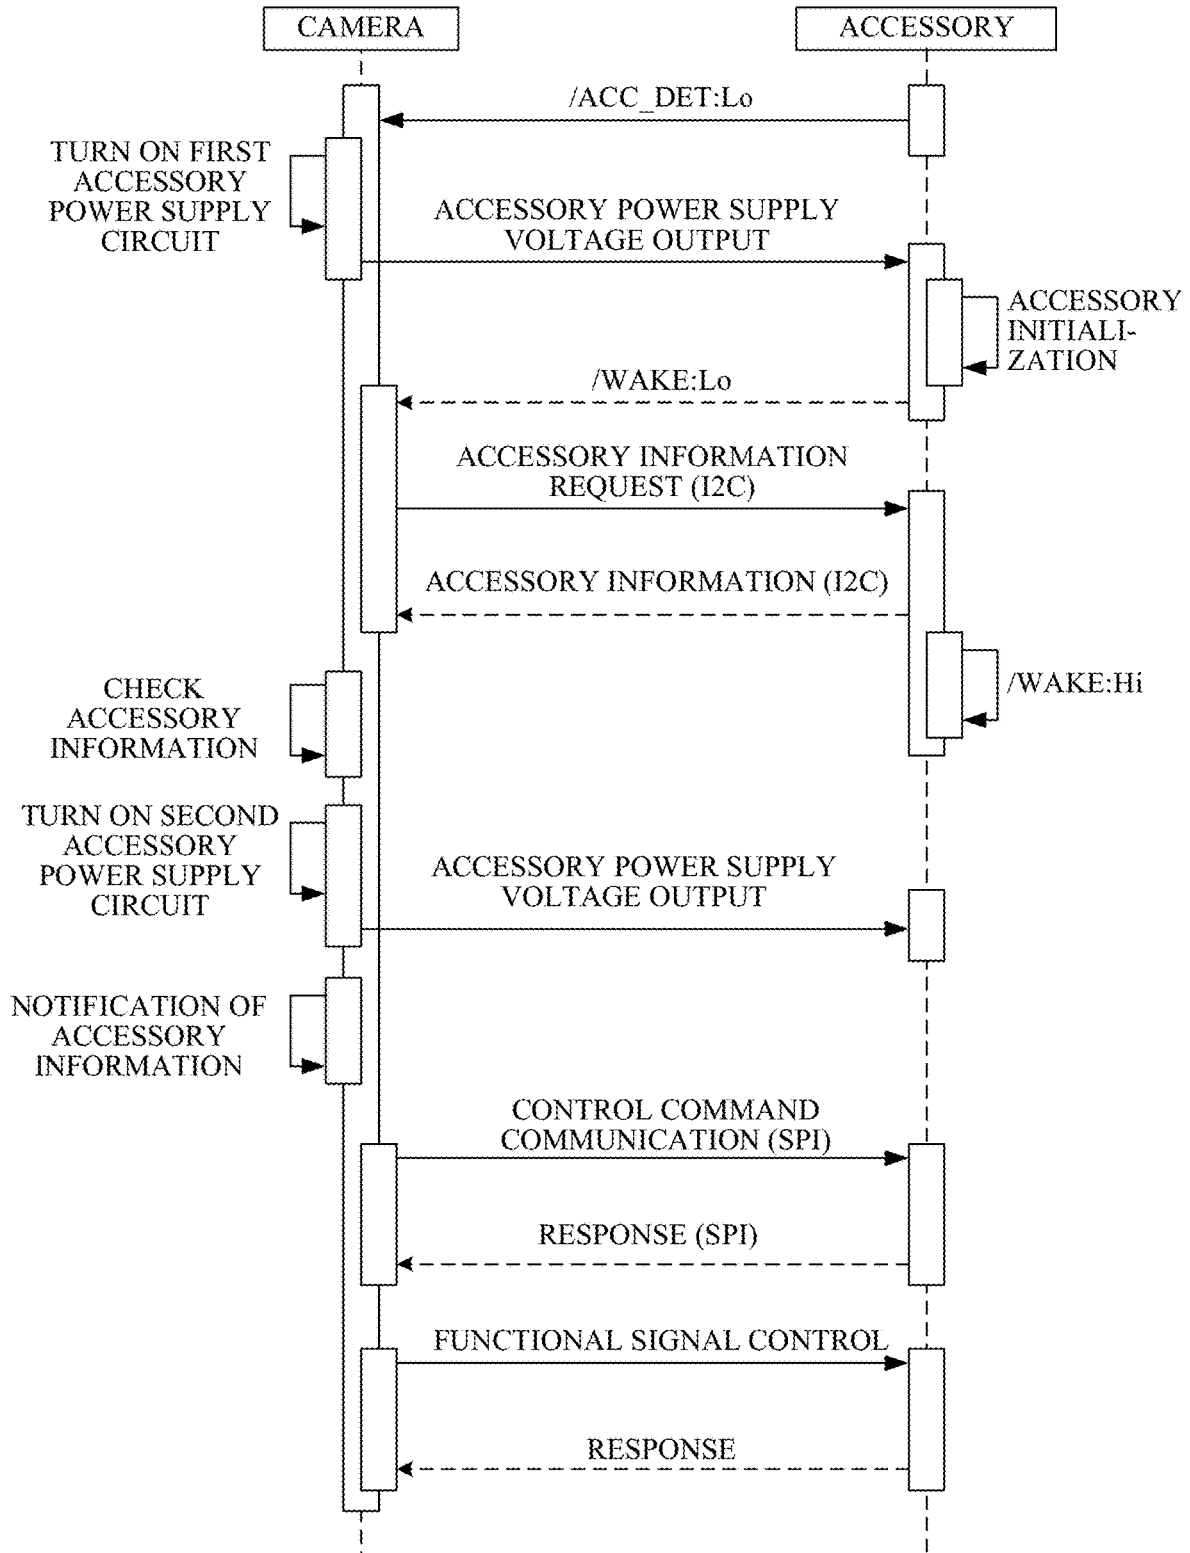 CAMERA
ACCESSORY
/ACC_DET:Lo
TURN ON FIRST
ACCESSORY
POWER SUPPLY
CIRCUIT
ACCESSORY POWER SUPPLY
VOLTAGE OUTPUT
ACCESSORY
INITIALI-
ZATION
/WAKE:Lo
ACCESSORY INFORMATION
REQUEST (I2C)
ACCESSORY INFORMATION (I2C)
/WAKE:Hi
CHECK
ACCESSORY
INFORMATION
TURN ON SECOND
ACCESSORY
POWER SUPPLY
CIRCUIT
ACCESSORY POWER SUPPLY
VOLTAGE OUTPUT
NOTIFICATION OF
ACCESSORY
INFORMATION
CONTROL COMMAND
COMMUNICATION (SPI)
RESPONSE (SPI)
FUNCTIONAL SIGNAL CONTROL
RESPONSE